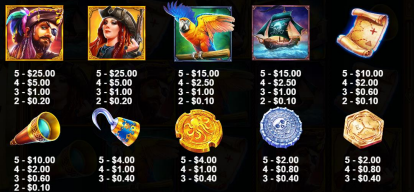 5 - $25.00
4 - $5.00
3 - $1.00
2 - $0.20
5 - $25.00
4 - $5.00
3 - $1.00
2 - $0.20
5 - $15.00
4 - $2.50
3 - $1.00
2 - $0.10
5 - $15.00
4 - $2.50
3 - $1.00
2 - $0.10
5 - $10.00
4 - $2.00
3 - $0.60
2 - $0.10
5 - $10.00
4 - $2.00
3 - $0.60
2 - $0.10
5 - $4.00
4 - $1.00
3 - $0.40
5 - $4.00
4 - $1.00
3 - $0.40
5 - $2.00
4 - $0.80
3 - $0.40
5 - $2.00
4 - $0.80
3 - $0.40